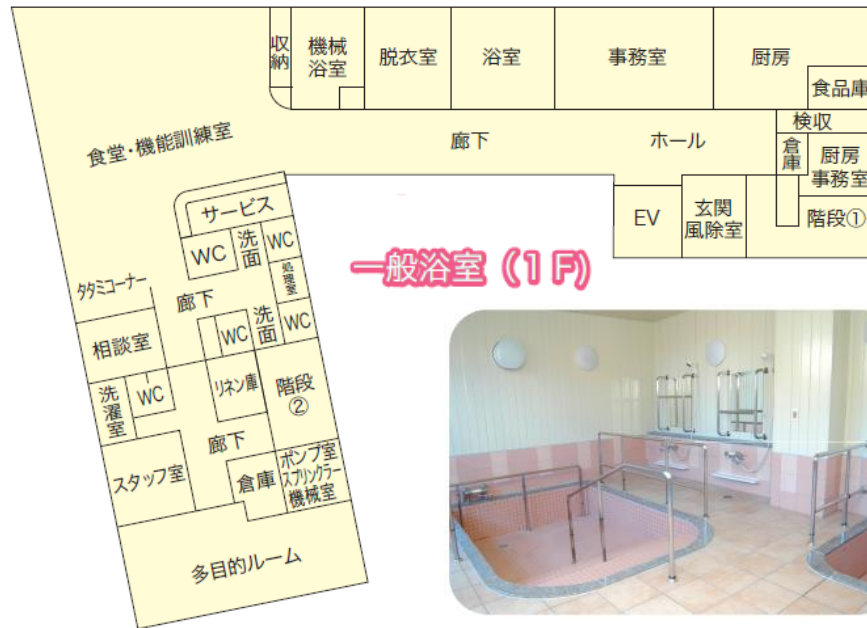 収納
機械
浴室
脱衣室
浴室
事務室
厨房
食品庫
検収
食堂・機能訓練室
廊下
ホール
倉庫
厨房
事務室
EV
玄関
風除室
階段①
サービス
WC
洗面
WC
処理室
一般浴室(1F)
タタミコーナー
廊下
WC
洗面
WC
相談室
洗濯室
WC
リネン庫
階段
②
廊下
スタッフ室
倉庫
ポンプ室
スプリンクラー
機械室
多目的ルーム